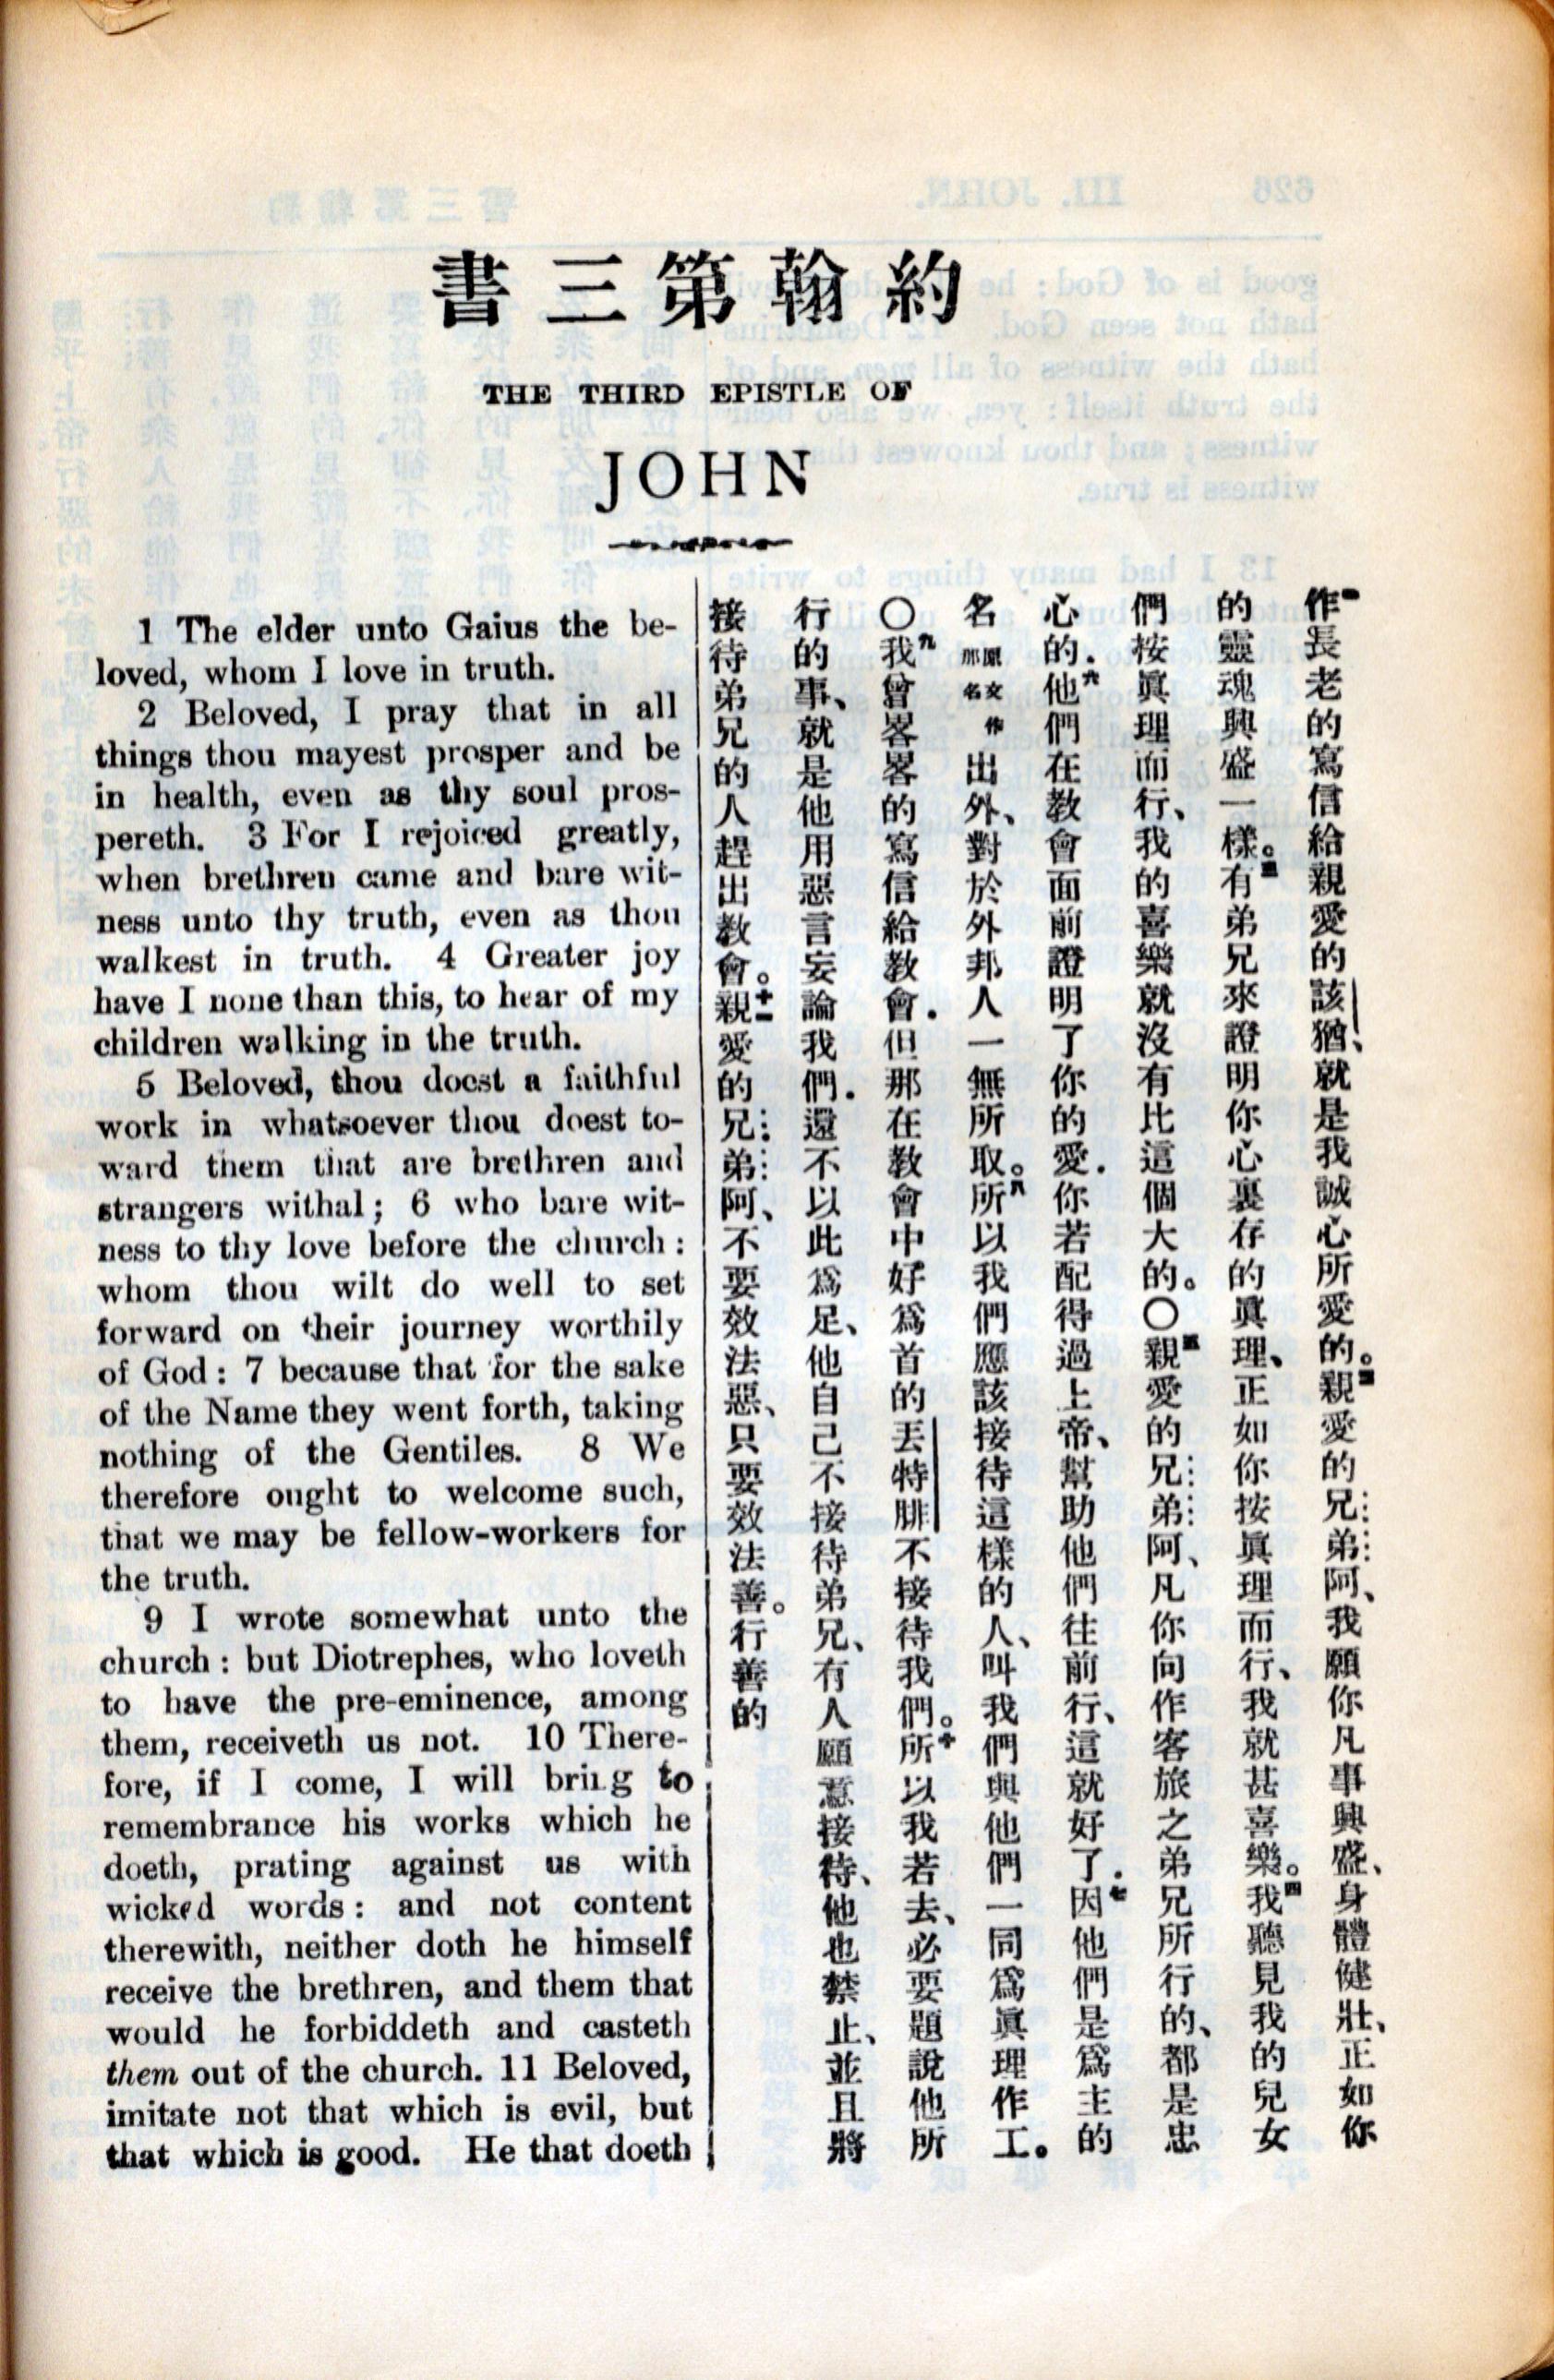 書三第翰約
THE THIRD EPISTLE OF
JOHN
1 The elder unto Gaius the be-
loved, whom I love in truth.
2 Beloved, I pray that in all
things thou mayest prosper and be
in health, even as thy soul pros-
pereth. 3 For I rejoiced greatly,
when brethren came and bare wit-
ness unto thy truth, even as thou
walkest in truth. 4 Greater joy
have I none than this, to hear of my
children walking in the truth.
5 Beloved, thou doest a faithful
work in whatsoever thou doest to-
ward them that are brethren and
strangers withal; 6 who bare wit-
ness to thy love before the church:
whom thou wilt do well to set
forward on their journey worthily
of God: 7 because that for the sake
of the Name they went forth, taking
nothing of the Gentiles. 8 We
therefore ought to welcome such,
that we may be fellow-workers for
the truth.
9 I wrote somewhat unto the
church: but Diotrephes, who loveth
to have the pre-eminence, among
them, receiveth us not. 10 There-
fore, if I come, I will bring to
remembrance his works which he
doeth, prating against us with
wicked words: and not content
therewith, neither doth he himself
receive the brethren, and them that
would he forbiddeth and casteth
them out of the church. 11 Beloved,
imitate not that which is evil, but
that which is good. He that doeth
作一長老的寫信給親愛的該猶、就是我誠心所愛的。親二愛的兄弟阿、我願你凡事興盛、身體健壯、正如你
的靈魂興盛一樣。有三弟兄來證明你心裏存的眞理、正如你按眞理而行、我就甚喜樂。我四聽見我的兒女
們按眞理而行、我的喜樂就沒有比這個大的。〇親五愛的兄弟阿、凡你向作客旅之弟兄所行的、都是忠
心的.他六們在教會面前證明了你的愛.你若配得過上帝、幫助他們往前行、這就好了.因七他們是爲主的
名原文作那名出外、對於外邦人一無所取。所八以我們應該接待這樣的人、叫我們與他們一同爲眞理作工。
〇我九曾畧畧的寫信給教會.但那在教會中好爲首的丟特腓不接待我們。所十以我若去、必要題說他所
行的事、就是他用惡言妄論我們.還不以此爲足、他自己不接待弟兄、有人願意接待、他也禁止、並且將
接待弟兄的人趕出教會。親十一愛的兄弟阿、不要效法惡、只要效法善。行善的